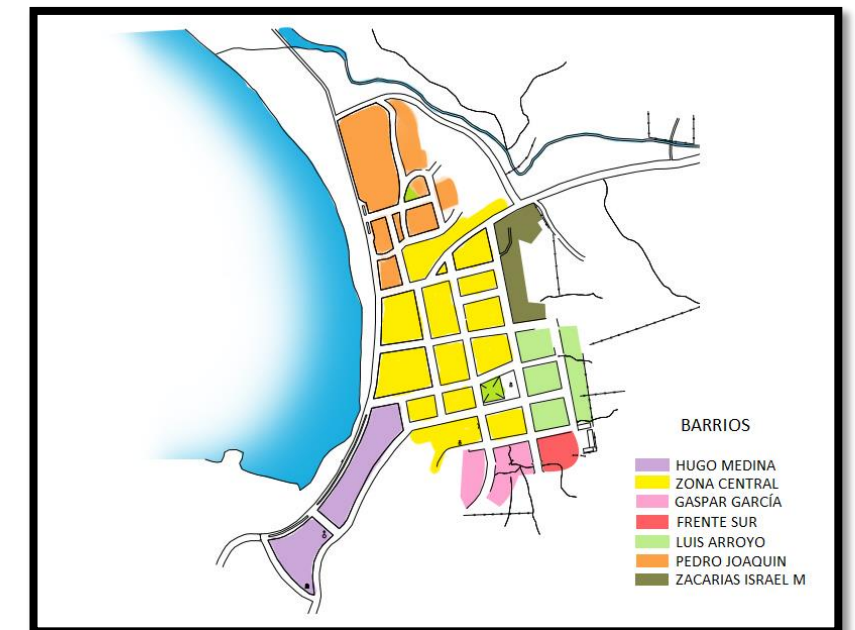 BARRIOS
HUGO MEDINA
ZONA CENTRAL
GASPAR GARCÍA
FRENTE SUR
LUIS ARROYO
PEDRO JOAQUIN
ZACARIAS ISRAEL M